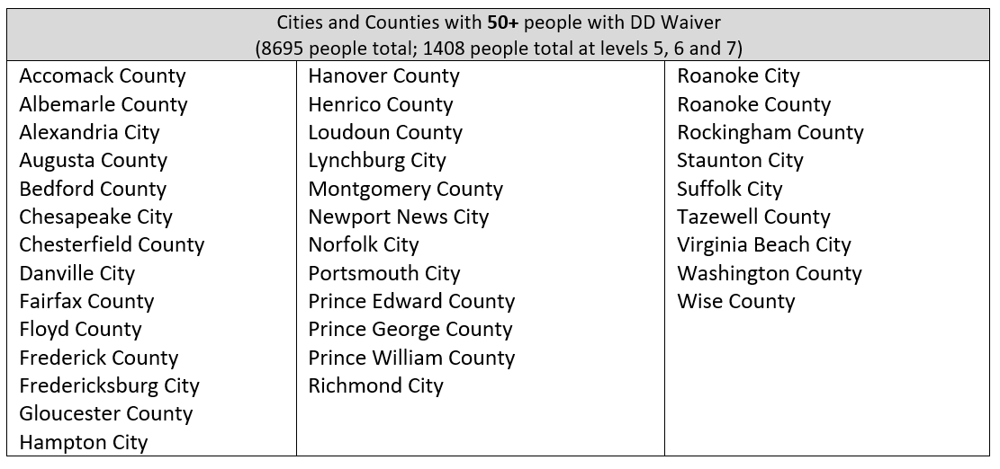 Cities and Counties with 50+ people with DD Waiver
(8695 people total; 1408 people total at levels 5, 6 and 7)
Accomack County
Albemarle County
Alexandria City
Augusta County
Bedford County
Chesapeake City
Chesterfield County
Danville City
Fairfax County
Floyd County
Frederick County
Fredericksburg City
Gloucester County
Hampton City
Hanover County
Henrico County
Loudoun County
Lynchburg City
Montgomery County
Newport News City
Norfolk City
Portsmouth City
Prince Edward County
Prince George County
Prince William County
Richmond City
Roanoke City
Roanoke County
Rockingham County
Staunton City
Suffolk City
Tazewell County
Virginia Beach City
Washington County
Wise County